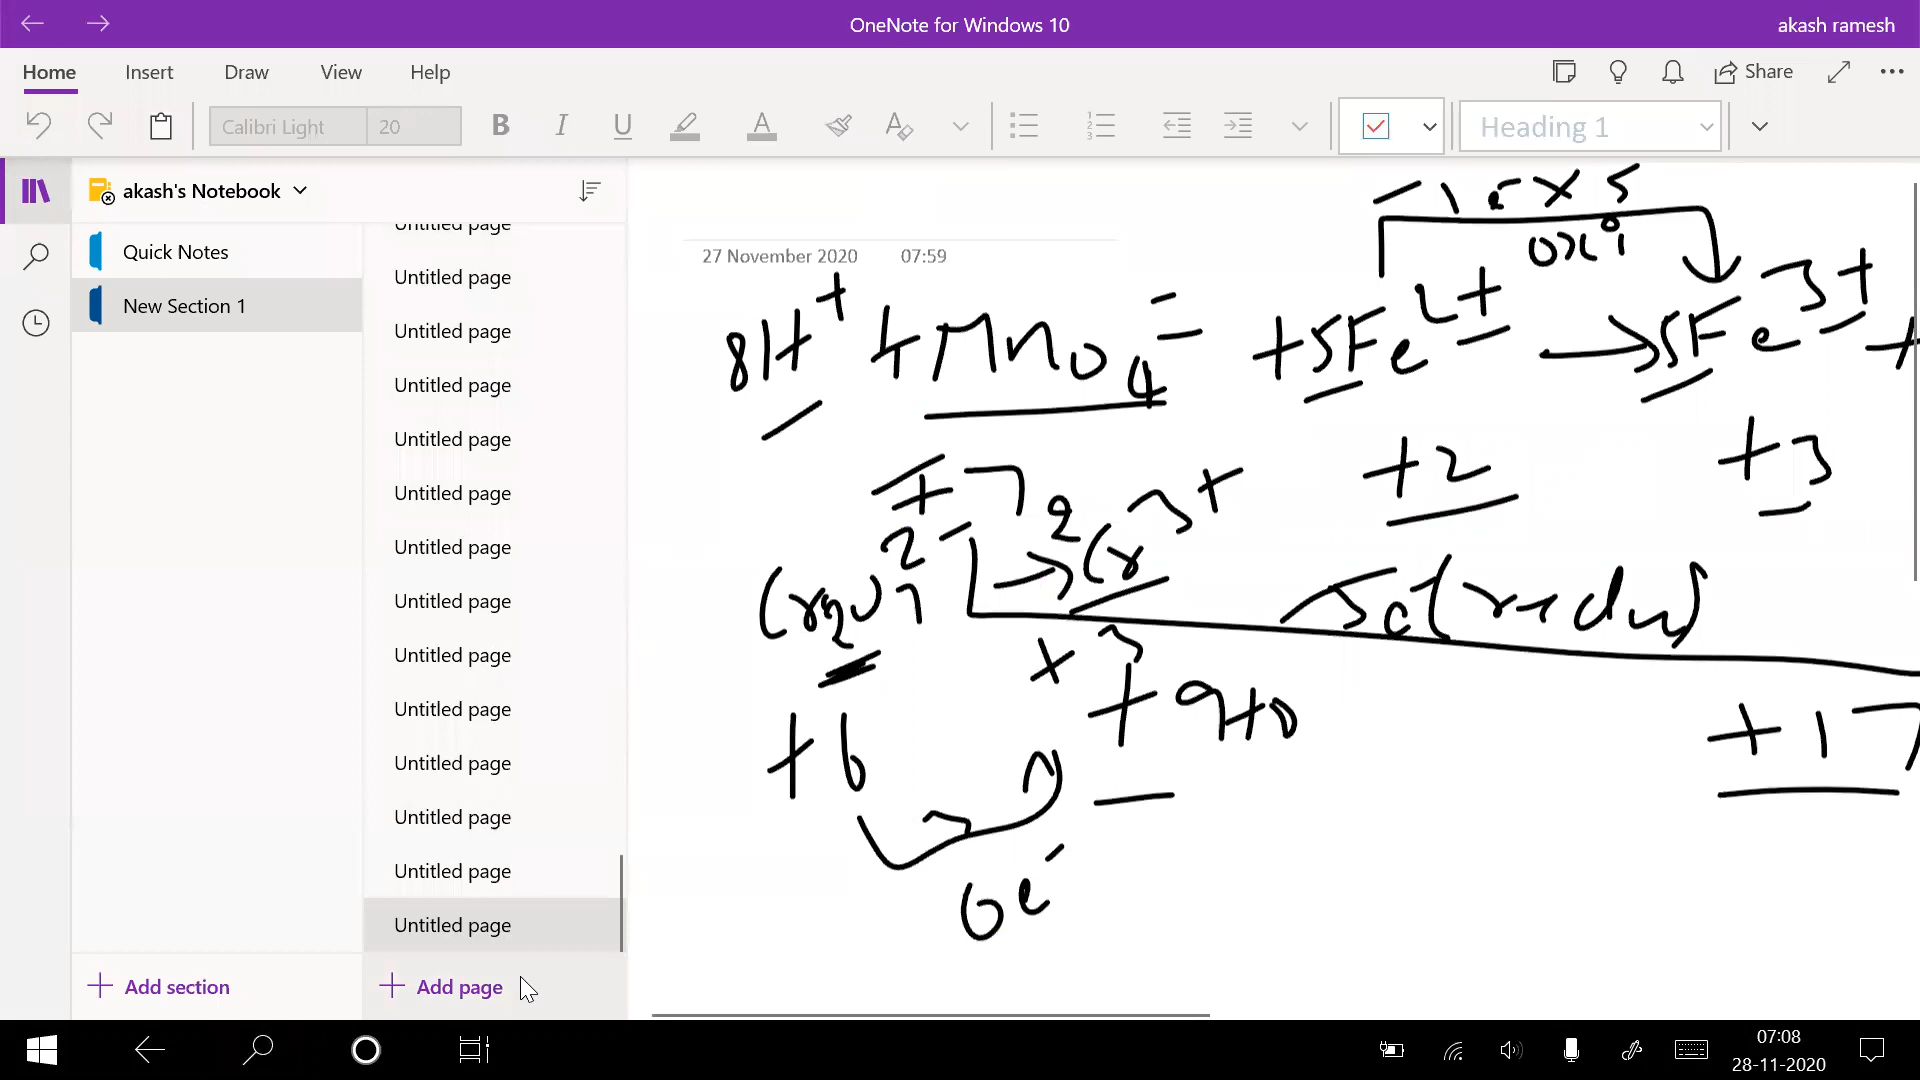 OneNote for Windows 10
akash ramesh
Home Insert Draw View Help
Share
Calibri Light 20
B I U A
Heading 1
akash's Notebook
Quick Notes
New Section 1
Untitled page
Untitled page
Untitled page
Untitled page
Untitled page
Untitled page
Untitled page
Untitled page
Untitled page
Untitled page
Untitled page
Untitled page
Untitled page
Untitled page
+ Add section
+ Add page
27 November 2020 07:59
8H⁺ + MnO₄⁻ + 5Fe²⁺ → 5Fe³⁺ +
+7 +2 +3
→ 2Cr³⁺
+6
+17
6e⁻
07:08
28-11-2020